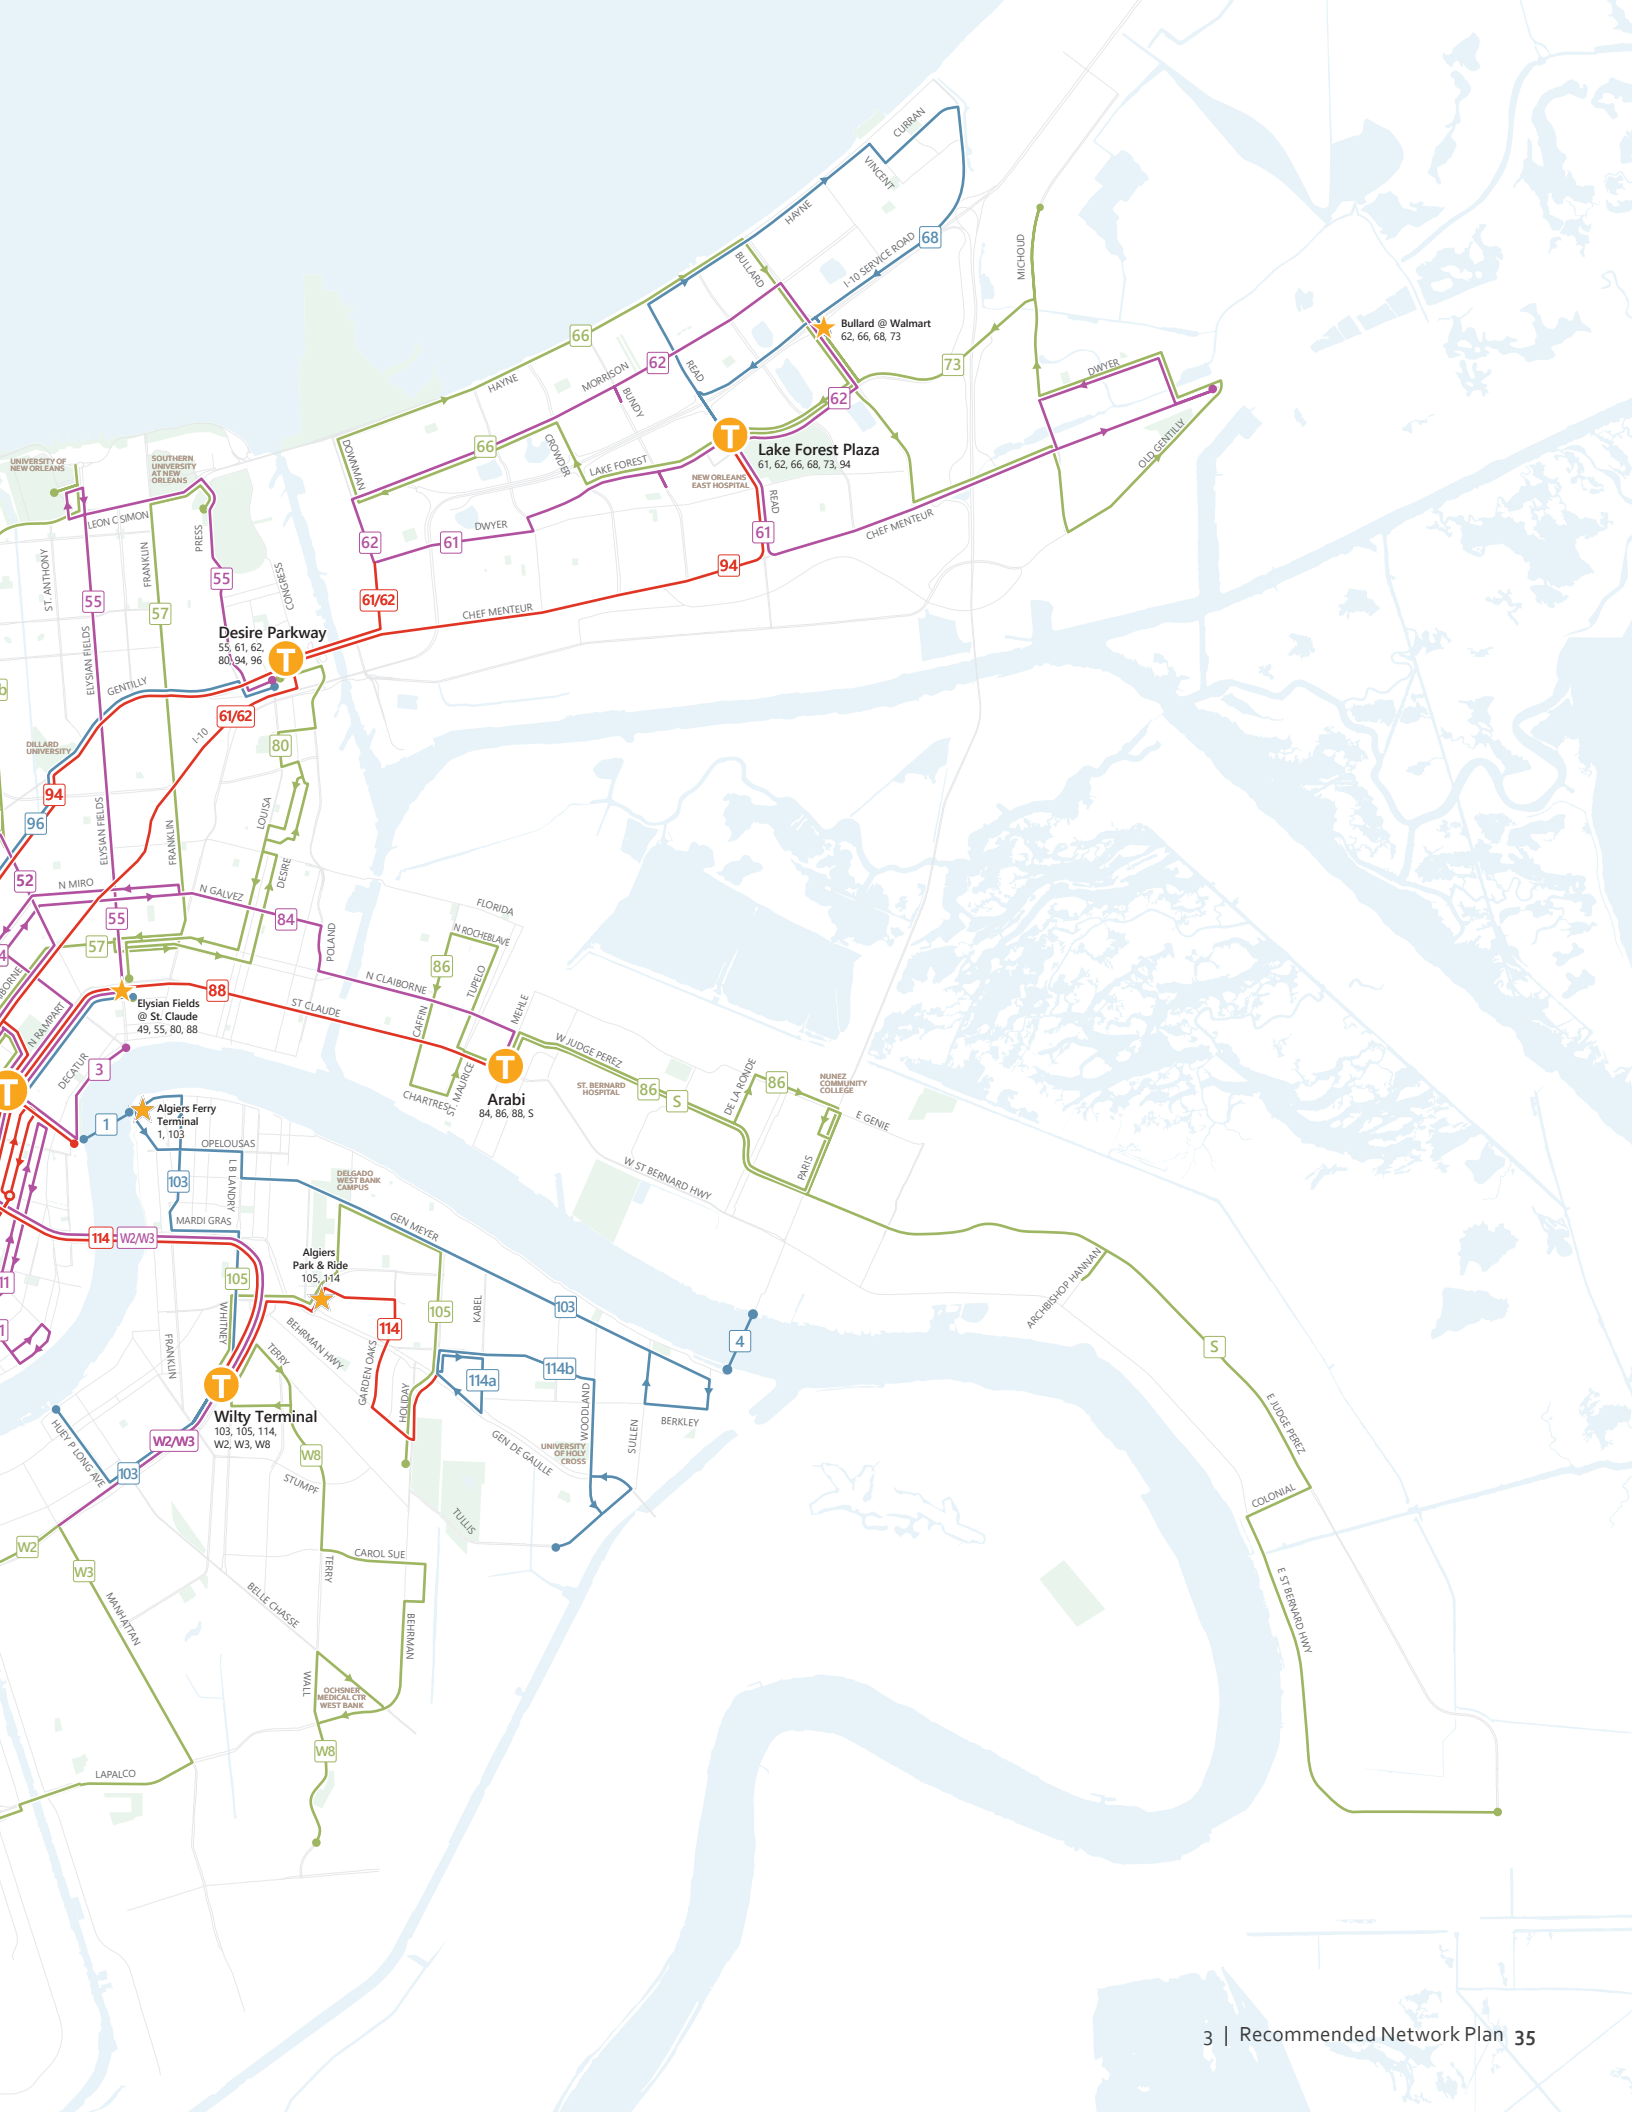 CURRAN
VINCENT
HAYNE
68
I-10 SERVICE ROAD
MICHOUD
BULLARD
Bullard @ Walmart
62, 66, 68, 73
66
62
READ
73
DWYER
MORRISON
HAYNE
BUNDY
62
66
DOWNMAN
CROWDER
LAKE FOREST
Lake Forest Plaza
61, 62, 66, 68, 73, 94
NEW ORLEANS
EAST HOSPITAL
OLD GENTILLY
UNIVERSITY OF
NEW ORLEANS
SOUTHERN
UNIVERSITY
AT NEW
ORLEANS
LEON C SIMON
PRESS
READ
CHEF MENTEUR
DWYER
62
61
61
94
ST. ANTHONY
FRANKLIN
55
55
57
CONGRESS
61/62
CHEF MENTEUR
Desire Parkway
55, 61, 62,
80, 94, 96
ELYSIAN FIELDS
GENTILLY
61/62
I-10
80
DILLARD
UNIVERSITY
94
96
ELYSIAN FIELDS
FRANKLIN
LOUISA
DESIRE
52
N MIRO
N GALVEZ
55
84
57
FLORIDA
N ROCHEBLAVE
POLAND
86
TUPELO
N CLAIBORNE
MEHLE
88
ST CLAUDE
CAFFIN
Elysian Fields
@ St. Claude
49, 55, 80, 88
N RAMPART
DECATUR
3
W JUDGE PEREZ
ST. BERNARD
HOSPITAL
86
S
DE LA RONDE
86
NUNEZ
COMMUNITY
COLLEGE
E GENIE
CHARTRES
ST. MAURICE
Arabi
84, 86, 88, S
Algiers Ferry
Terminal
1, 103
1
OPELOUSAS
W ST BERNARD HWY
PARIS
103
L B LANDRY
DELGADO
WEST BANK
CAMPUS
MARDI GRAS
GEN MEYER
114
W2/W3
Algiers
Park & Ride
105, 114
105
ARCHBISHOP HANNAN
WHITNEY
105
KABEL
103
4
S
FRANKLIN
BEHRMAN HWY
TERRY
114
GARDEN OAKS
114b
114a
HOLIDAY
WOODLAND
SULLEN
BERKLEY
E JUDGE PEREZ
Wilty Terminal
103, 105, 114,
W2, W3, W8
HUEY P LONG AVE
W2/W3
103
W8
STUMPF
GEN DE GAULLE
UNIVERSITY
OF HOLY
CROSS
COLONIAL
TULLIS
W2
W3
CAROL SUE
TERRY
MANHATTAN
BELLE CHASSE
BEHRMAN
E ST BERNARD HWY
WALL
OCHSNER
MEDICAL CTR
WEST BANK
W8
LAPALCO
3 | Recommended Network Plan 35